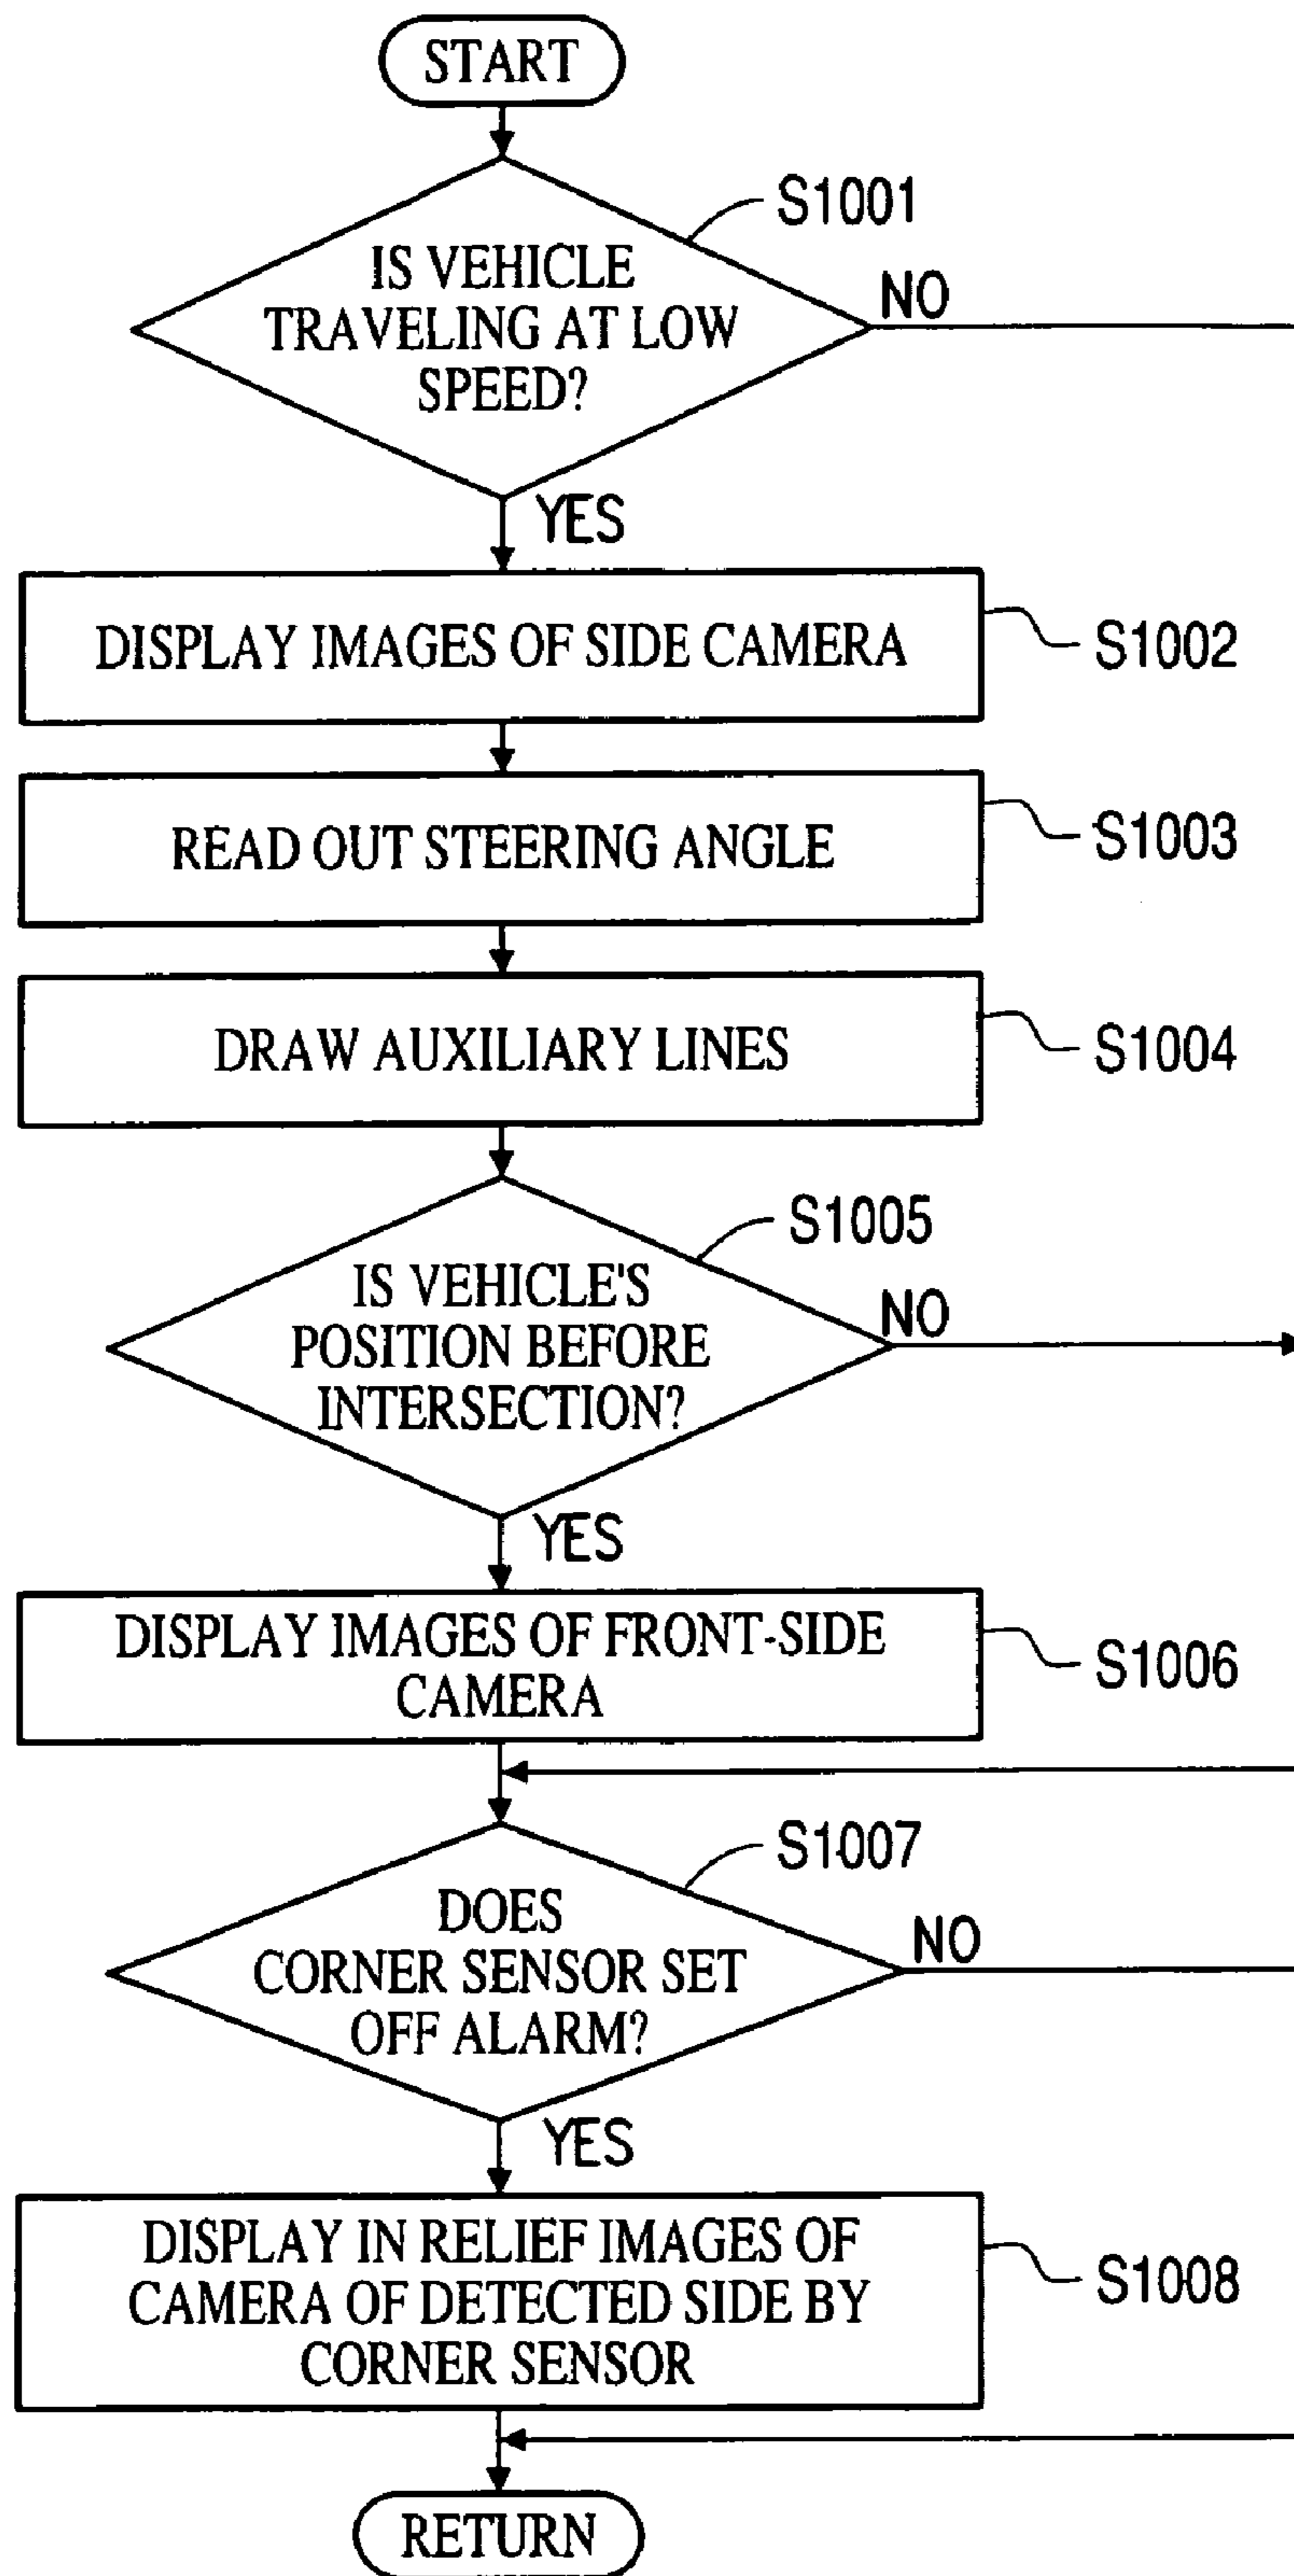 START
S1001
IS VEHICLE
TRAVELING AT LOW
SPEED?
NO
YES
DISPLAY IMAGES OF SIDE CAMERA
S1002
READ OUT STEERING ANGLE
S1003
DRAW AUXILIARY LINES
S1004
S1005
IS VEHICLE'S
POSITION BEFORE
INTERSECTION?
NO
YES
DISPLAY IMAGES OF FRONT-SIDE
CAMERA
S1006
S1007
DOES
CORNER SENSOR SET
OFF ALARM?
NO
YES
DISPLAY IN RELIEF IMAGES OF
CAMERA OF DETECTED SIDE BY
CORNER SENSOR
S1008
RETURN